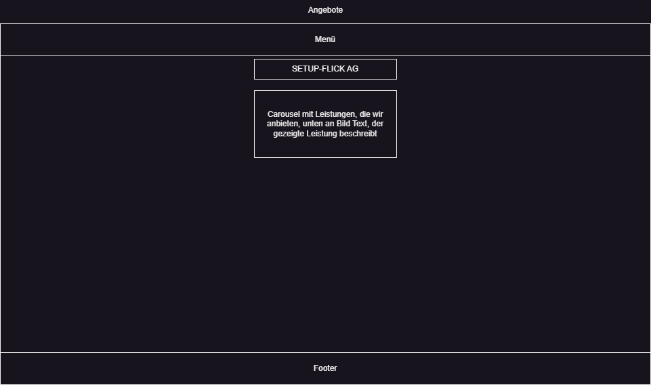 Angebote
Menü
SETUP-FLICK AG
Carousel mit Leistungen, die wir
anbieten, unten an Bild Text, der
gezeigte Leistung beschreibt
Footer